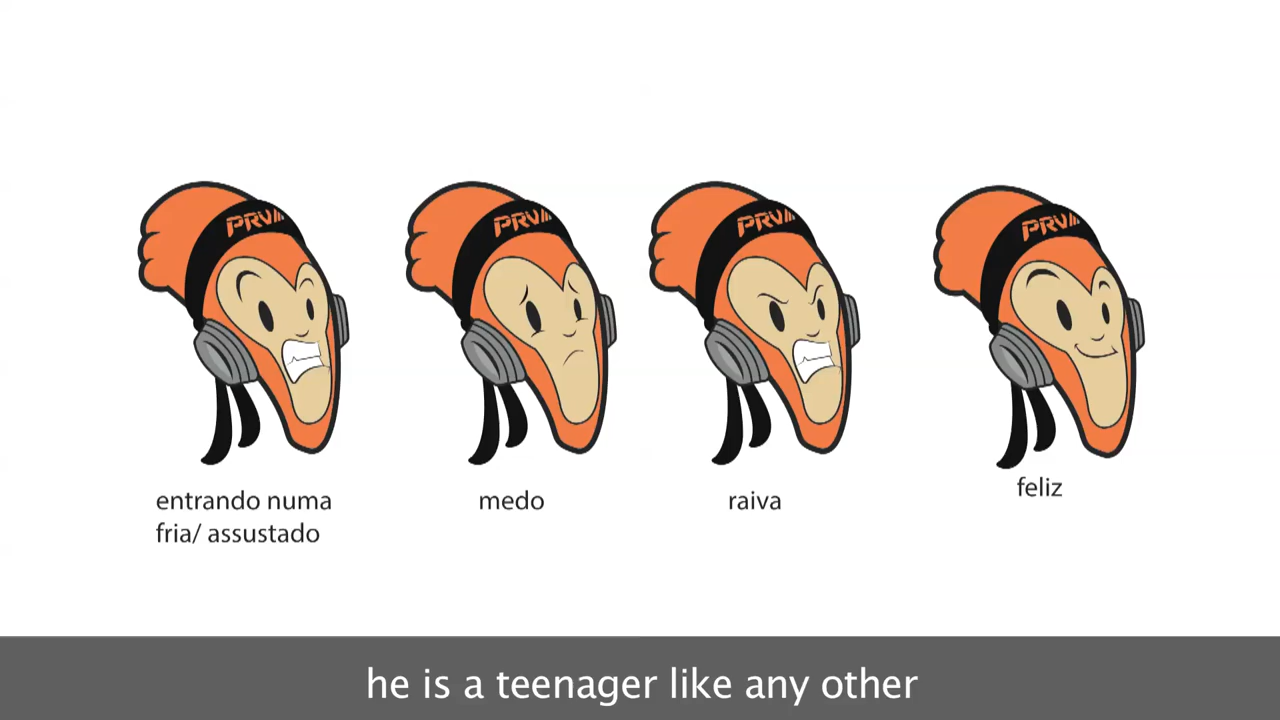 PRV
PRV
PRV
PRV
entrando numa
fria/ assustado
medo
raiva
feliz
he is a teenager like any other